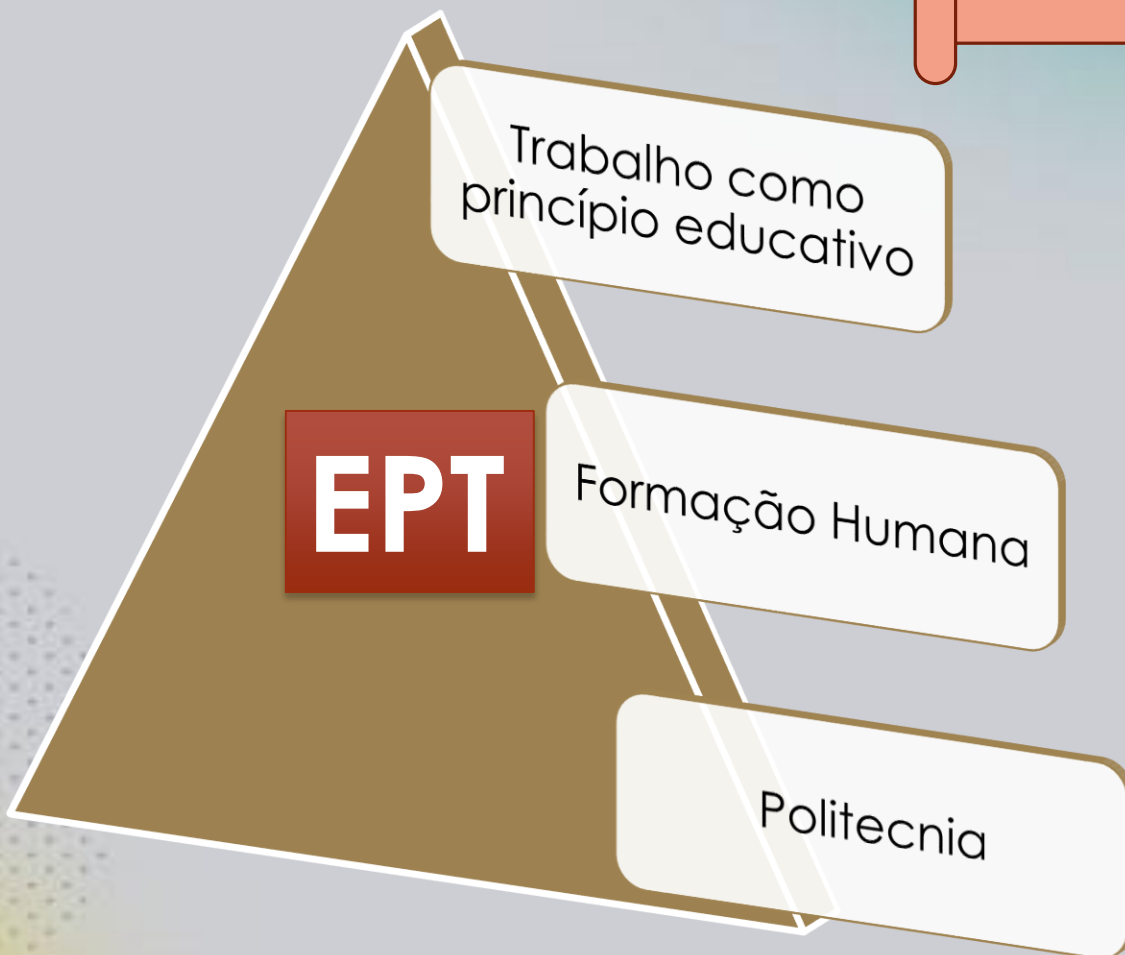 Trabalho como
princípio educativo
EPT
Formação Humana
Politecnia